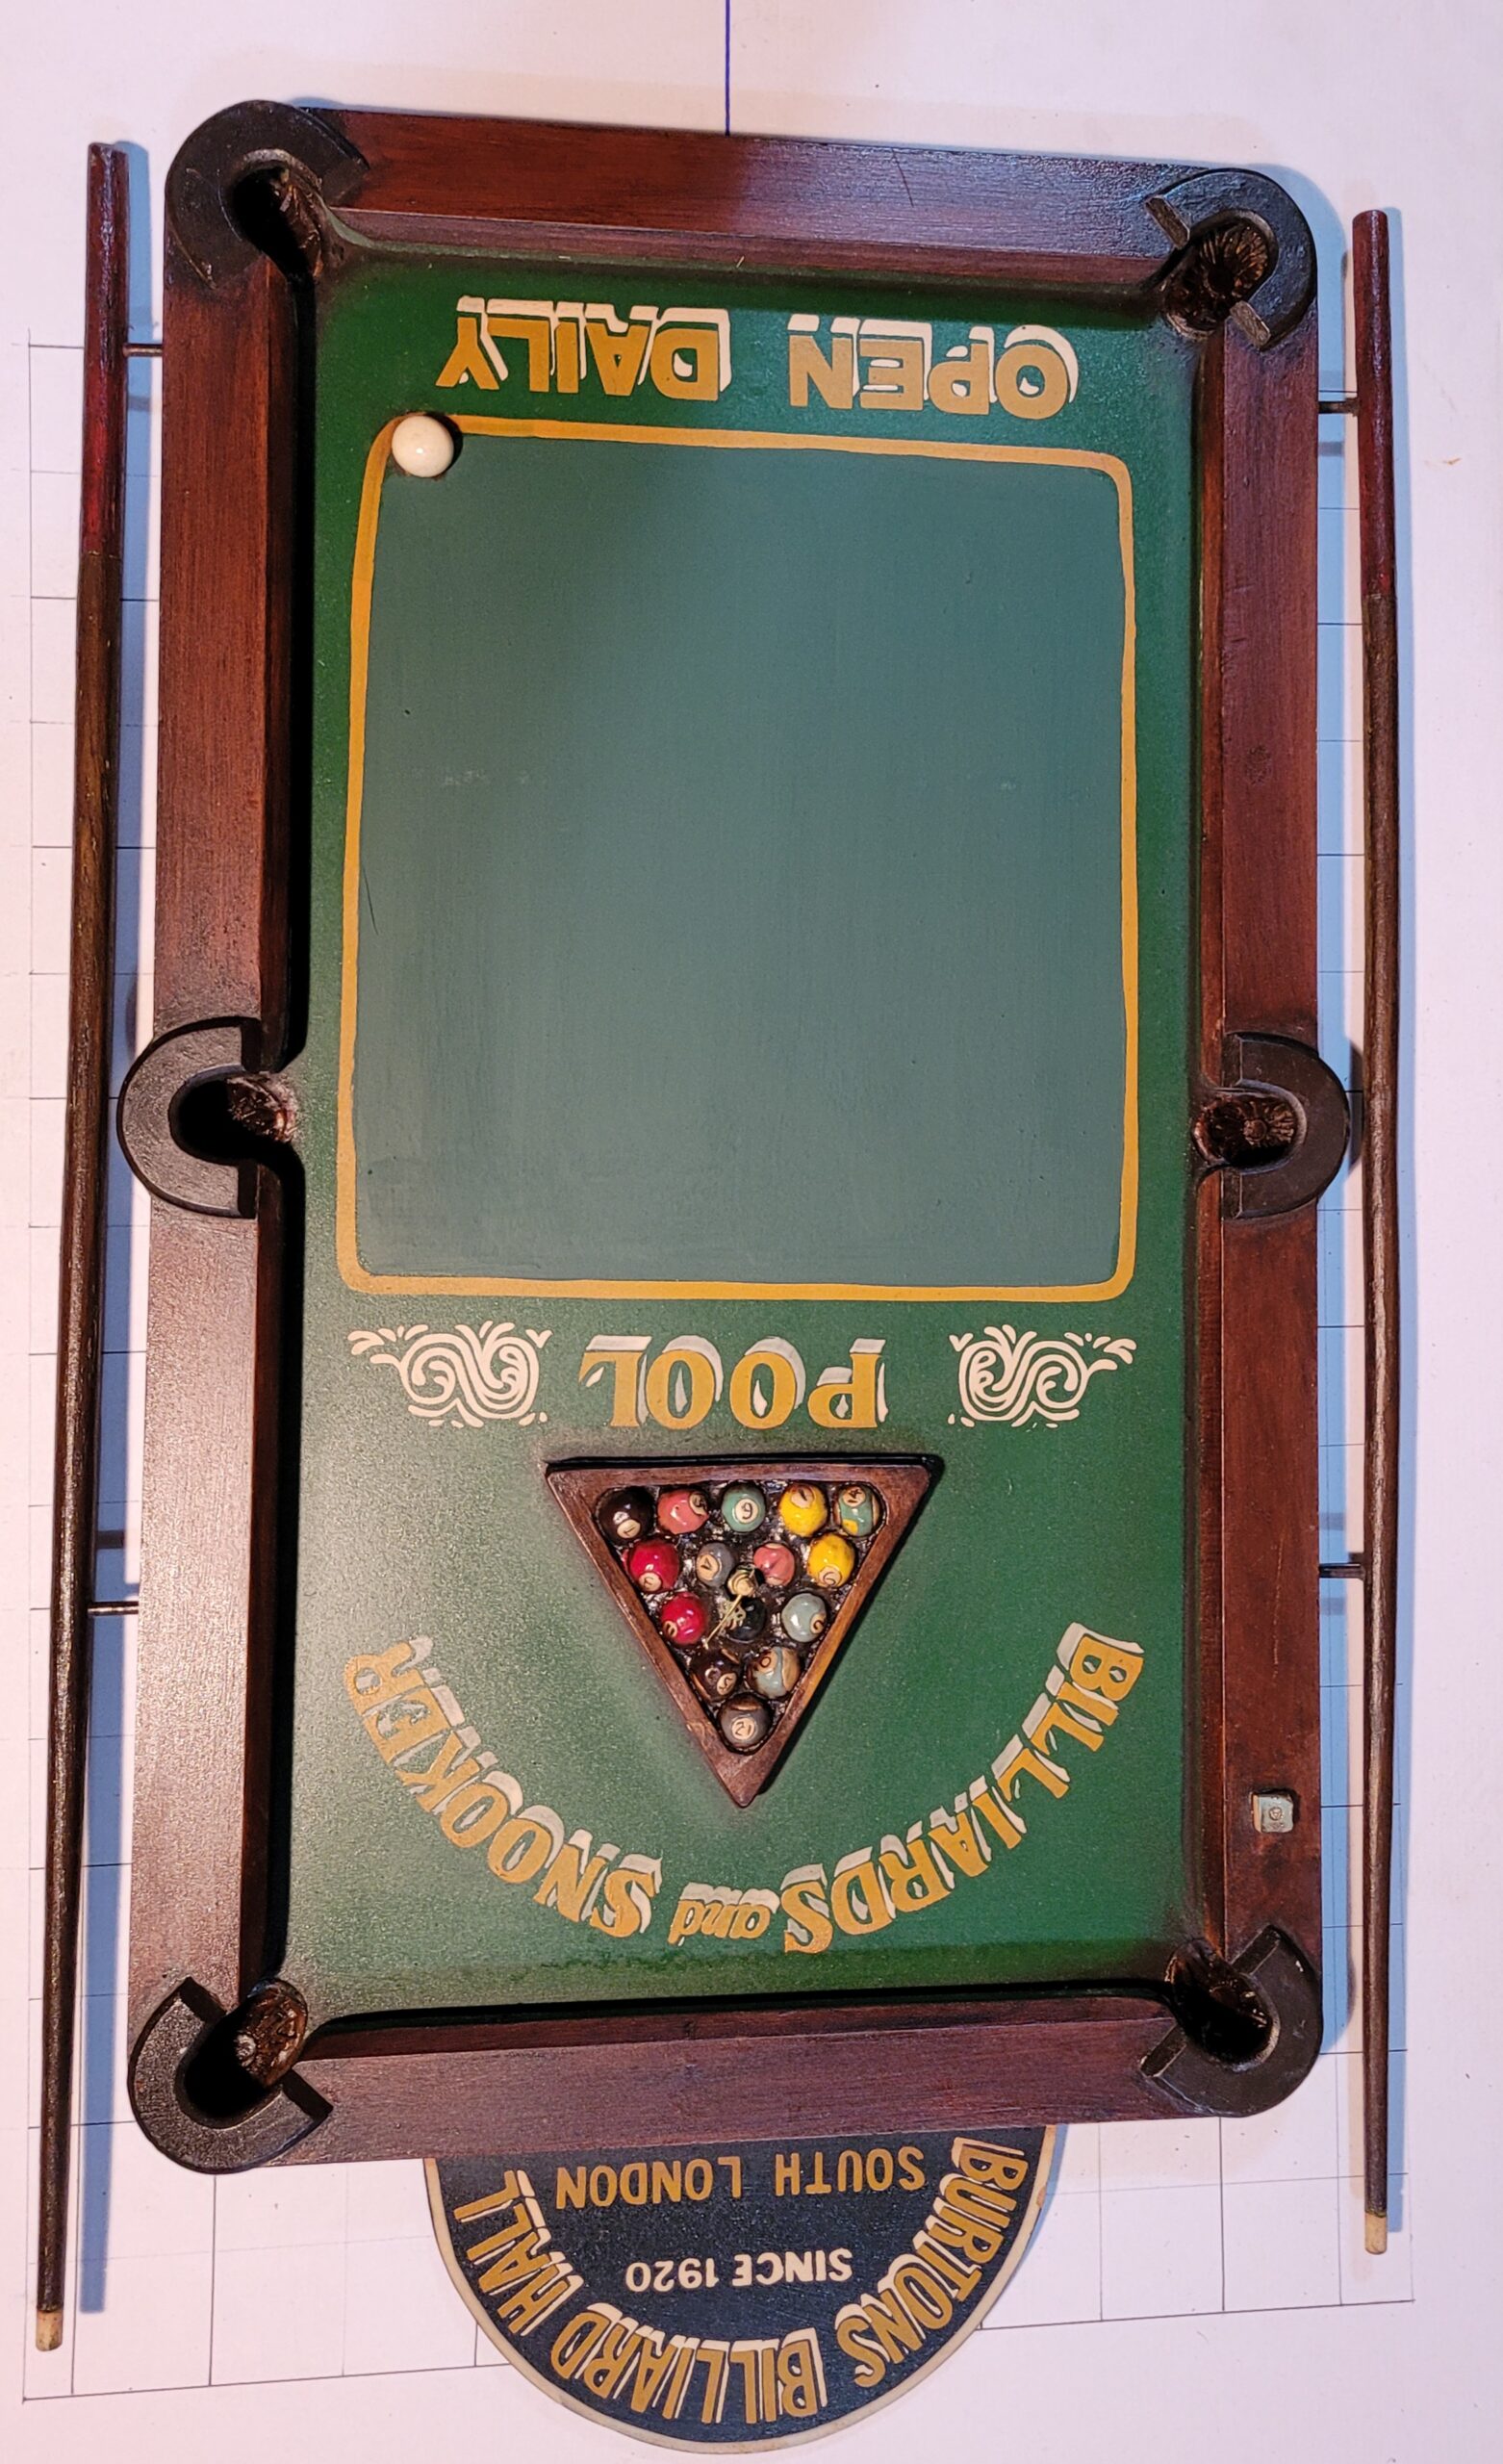 BURTONS BILLIARD HALL
SINCE 1920
SOUTH LONDON
BILLIARDS and SNOOKER
POOL
OPEN DAILY